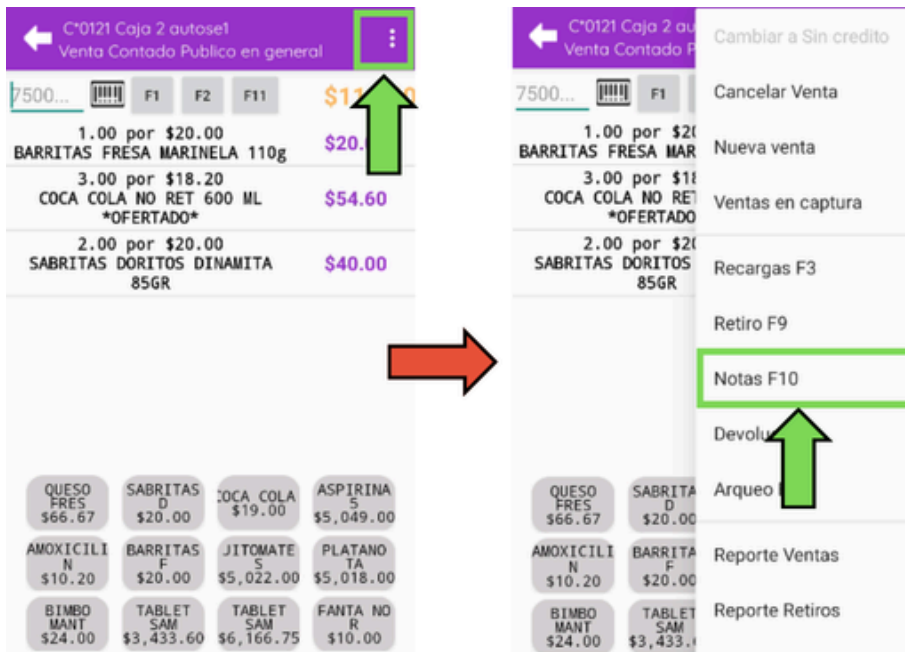 C*0121 Caja 2 autose1
Venta Contado Publico en general
7500... F1 F2 F11
1.00 por $20.00
BARRITAS FRESA MARINELA 110g
3.00 por $18.20
COCA COLA NO RET 600 ML $54.60
*OFERTADO*
2.00 por $20.00
SABRITAS DORITOS DINAMITA $40.00
85GR
QUESO FRES $66.67
SABRITAS D $20.00
COCA COLA $19.00
ASPIRINA 5 $5,049.00
AMOXICILI N $10.20
BARRITAS F $20.00
JITOMATE S $5,022.00
PLATANO TA $5,018.00
BIMBO MANT $24.00
TABLET SAM $3,433.60
TABLET SAM $6,166.75
FANTA NO R $10.00
C*0121 Caja 2 au
Venta Contado P
7500... F1
1.00 por $20
BARRITAS FRESA MAR
3.00 por $18
COCA COLA NO RET
*OFERTADO
2.00 por $20
SABRITAS DORITOS
85GR
QUESO FRES $66.67
SABRITA D $20.00
AMOXICILI N $10.20
BARRITA F $20.00
BIMBO MANT $24.00
TABLET SAM $3,433.
Cambiar a Sin credito
Cancelar Venta
Nueva venta
Ventas en captura
Recargas F3
Retiro F9
Notas F10
Devolu
Arqueo
Reporte Ventas
Reporte Retiros